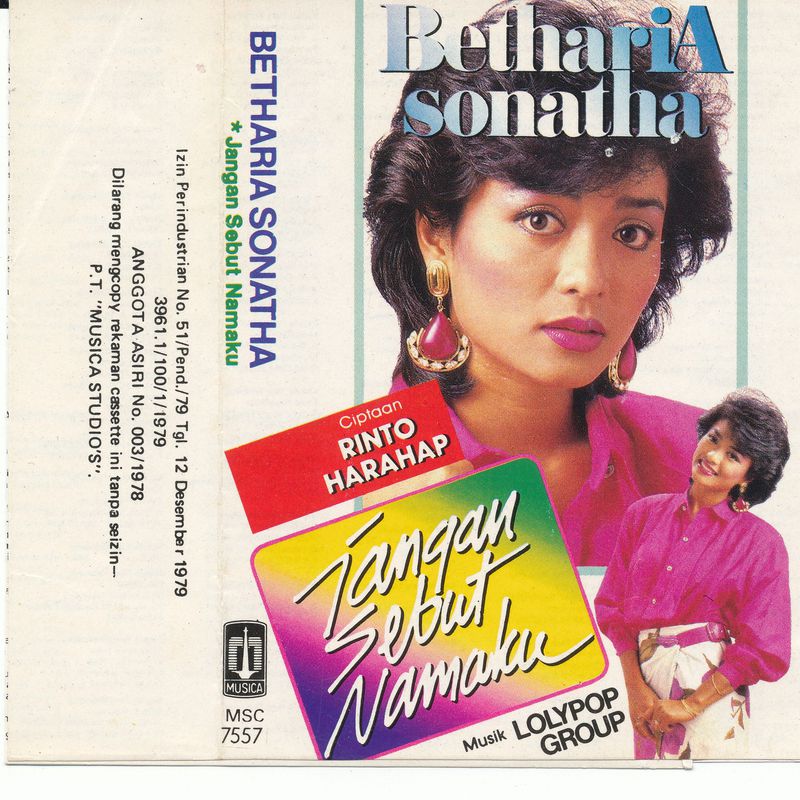 BethariA
sonatha
Ciptaan
RINTO
HARAHAP
Jangan
Sebut
Namaku
Musik LOLYPOP
GROUP
BETHARIA SONATHA
* Jangan Sebut Namaku
MUSICA
MSC
7557
Izin Perindustrian No. 51/Pend./79 Tgl. 12 Desember 1979
3961.1/100/1/1979
ANGGOTA ASIRI No. 003/1978
Dilarang mengcopy rekaman cassette ini tanpa seizin—
P.T. "MUSICA STUDIO'S".